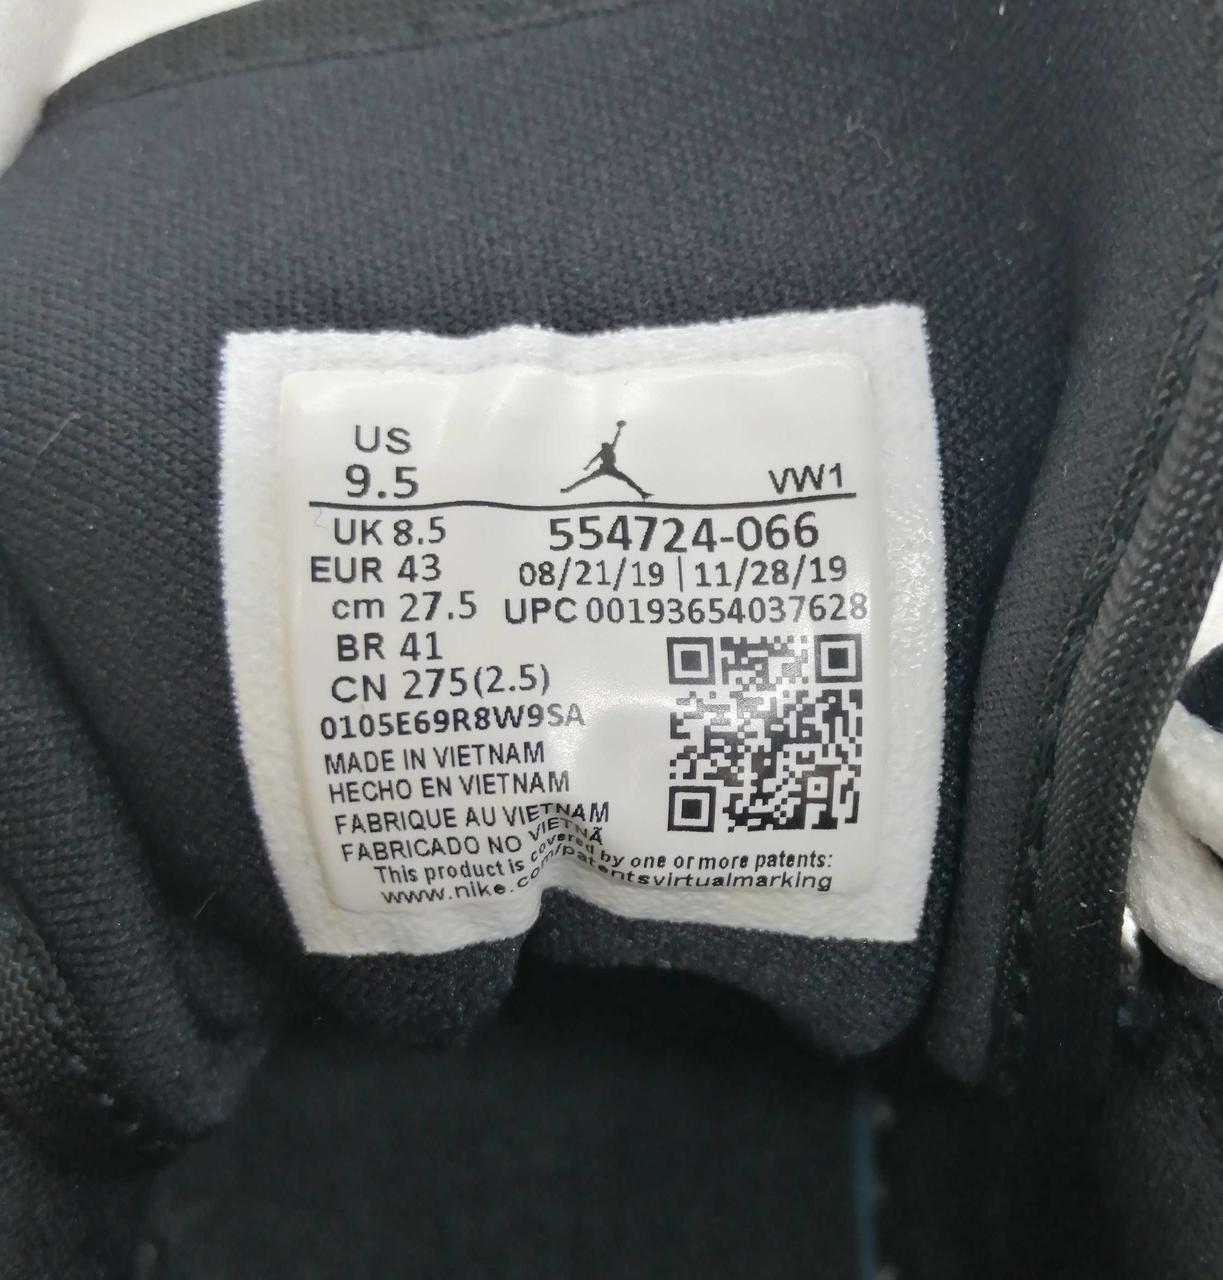 US
9.5
VW1
UK 8.5
554724-066
EUR 43
08/21/19 | 11/28/19
cm 27.5
UPC 00193654037628
BR 41
CN 275(2.5)
0105E69R8W9SA
MADE IN VIETNAM
HECHO EN VIETNAM
FABRIQUE AU VIETNAM
FABRICADO NO VIETNÃ
This product is covered by one or more patents:
www.nike.com/patentsvirtualmarking